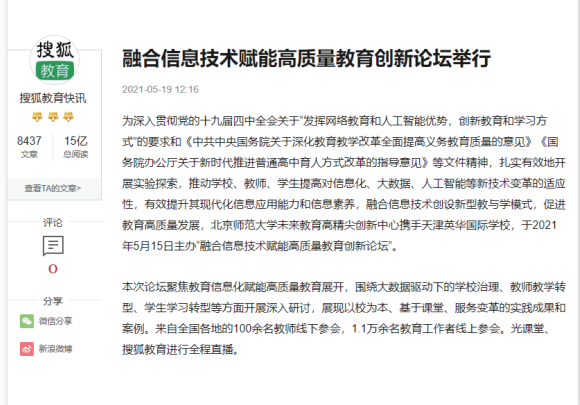 搜狐
教育
搜狐教育快讯
8437
文章
15亿
总阅读
查看TA的文章>
评论
0
分享
微信分享
新浪微博
融合信息技术赋能高质量教育创新论坛举行
2021-05-19 12:16
为深入贯彻党的十九届四中全会关于“发挥网络教育和人工智能优势，创新教育和学习方
式”的要求和《中共中央国务院关于深化教育教学改革全面提高义务教育质量的意见》《国
务院办公厅关于新时代推进普通高中育人方式改革的指导意见》等文件精神，扎实有效地开
展实验探索，推动学校、教师、学生提高对信息化、大数据、人工智能等新技术变革的适应
性，有效提升其现代化信息应用能力和信息素养，融合信息技术创设新型教与学模式，促进
教育高质量发展，北京师范大学未来教育高精尖创新中心携手天津英华国际学校，于2021
年5月15日主办“融合信息技术赋能高质量教育创新论坛”。
本次论坛聚焦教育信息化赋能高质量教育展开，围绕大数据驱动下的学校治理、教师教学转
型、学生学习转型等方面开展深入研讨，展现以校为本、基于课堂、服务变革的实践成果和
案例。来自全国各地的100余名教师线下参会，1.1万余名教育工作者线上参会。光课堂、
搜狐教育进行全程直播。